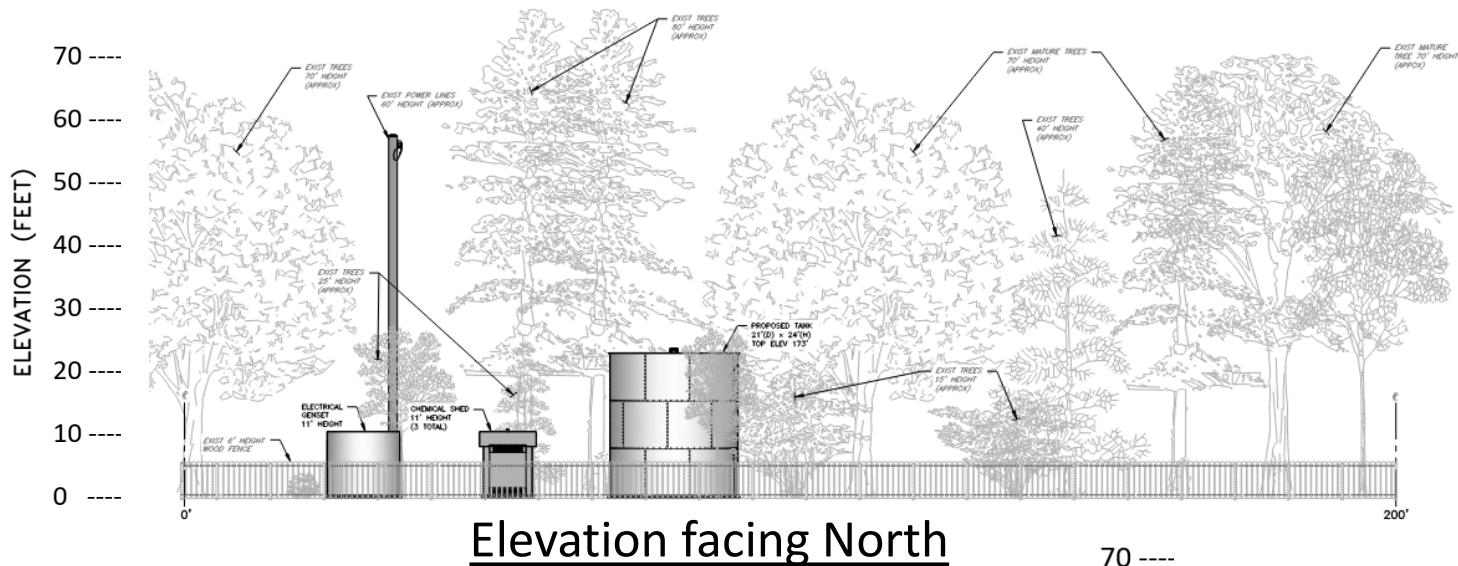 EXIST TREES
80' HEIGHT
(APPROX)
70 ----
EXIST TREES
70' HEIGHT
(APPROX)
EXIST MATURE TREES
70' HEIGHT
(APPROX)
EXIST MATURE
TREE 70' HEIGHT
(APPOX)
EXIST POWER LINES
60' HEIGHT (APPROX)
60 ----
EXIST TREES
40' HEIGHT
(APPROX)
50 ----
ELEVATION (FEET)
40 ----
EXIST TREES
25' HEIGHT
(APPROX)
30 ----
PROPOSED TANK
21'(D) x 24'(H)
TOP ELEV 173'
20 ----
EXIST TREES
15' HEIGHT
(APPROX)
ELECTRICAL
GENSET
11' HEIGHT
CHEMICAL SHED
11' HEIGHT
(3 TOTAL)
10 ----
EXIST 6' HEIGHT
WOOD FENCE
0 ----
0'
200'
Elevation facing North
70 ----